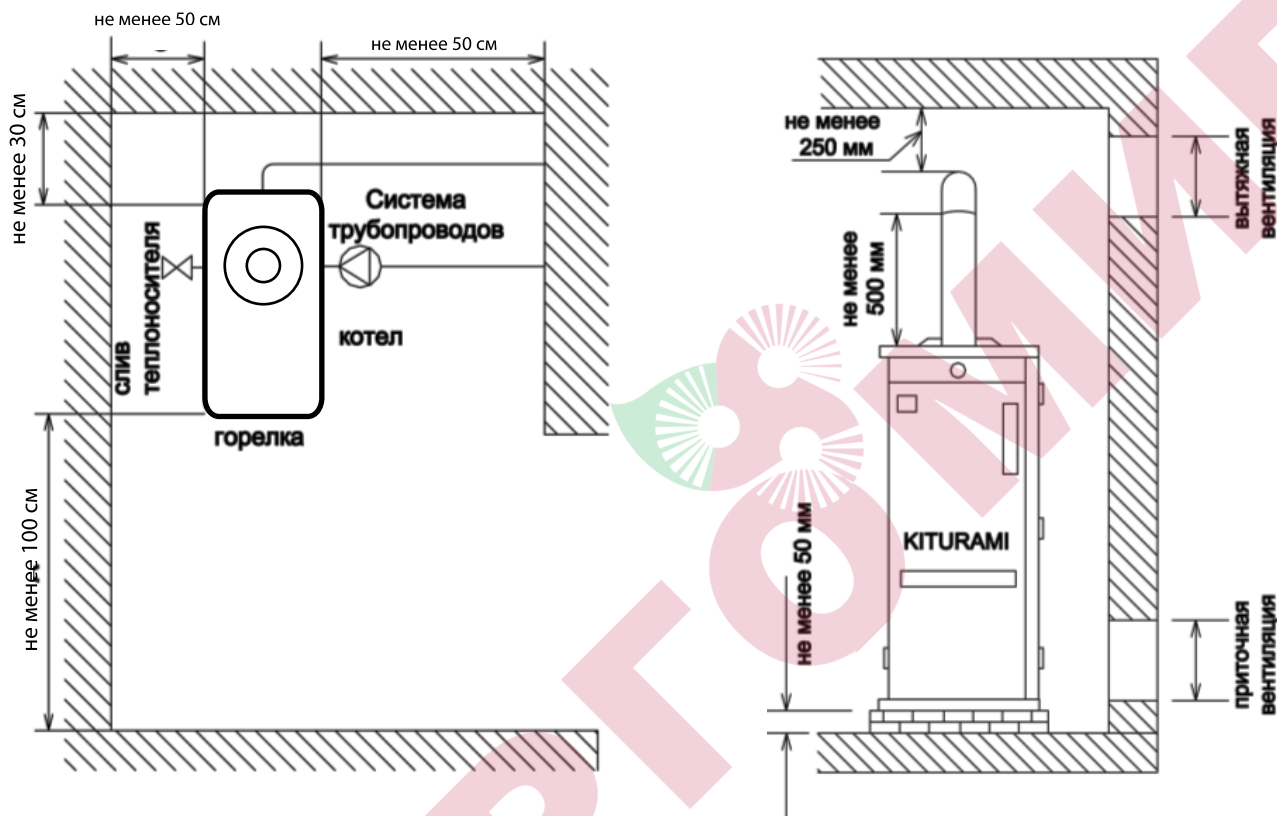 не менее 50 см
не менее 50 см
не менее 30 см
Система
трубопроводов
слив
теплоносителя
котел
горелка
не менее 100 см
не менее
250 мм
не менее
500 мм
не менее 50 мм
KITURAMI
вытяжная
вентиляция
приточная
вентиляция